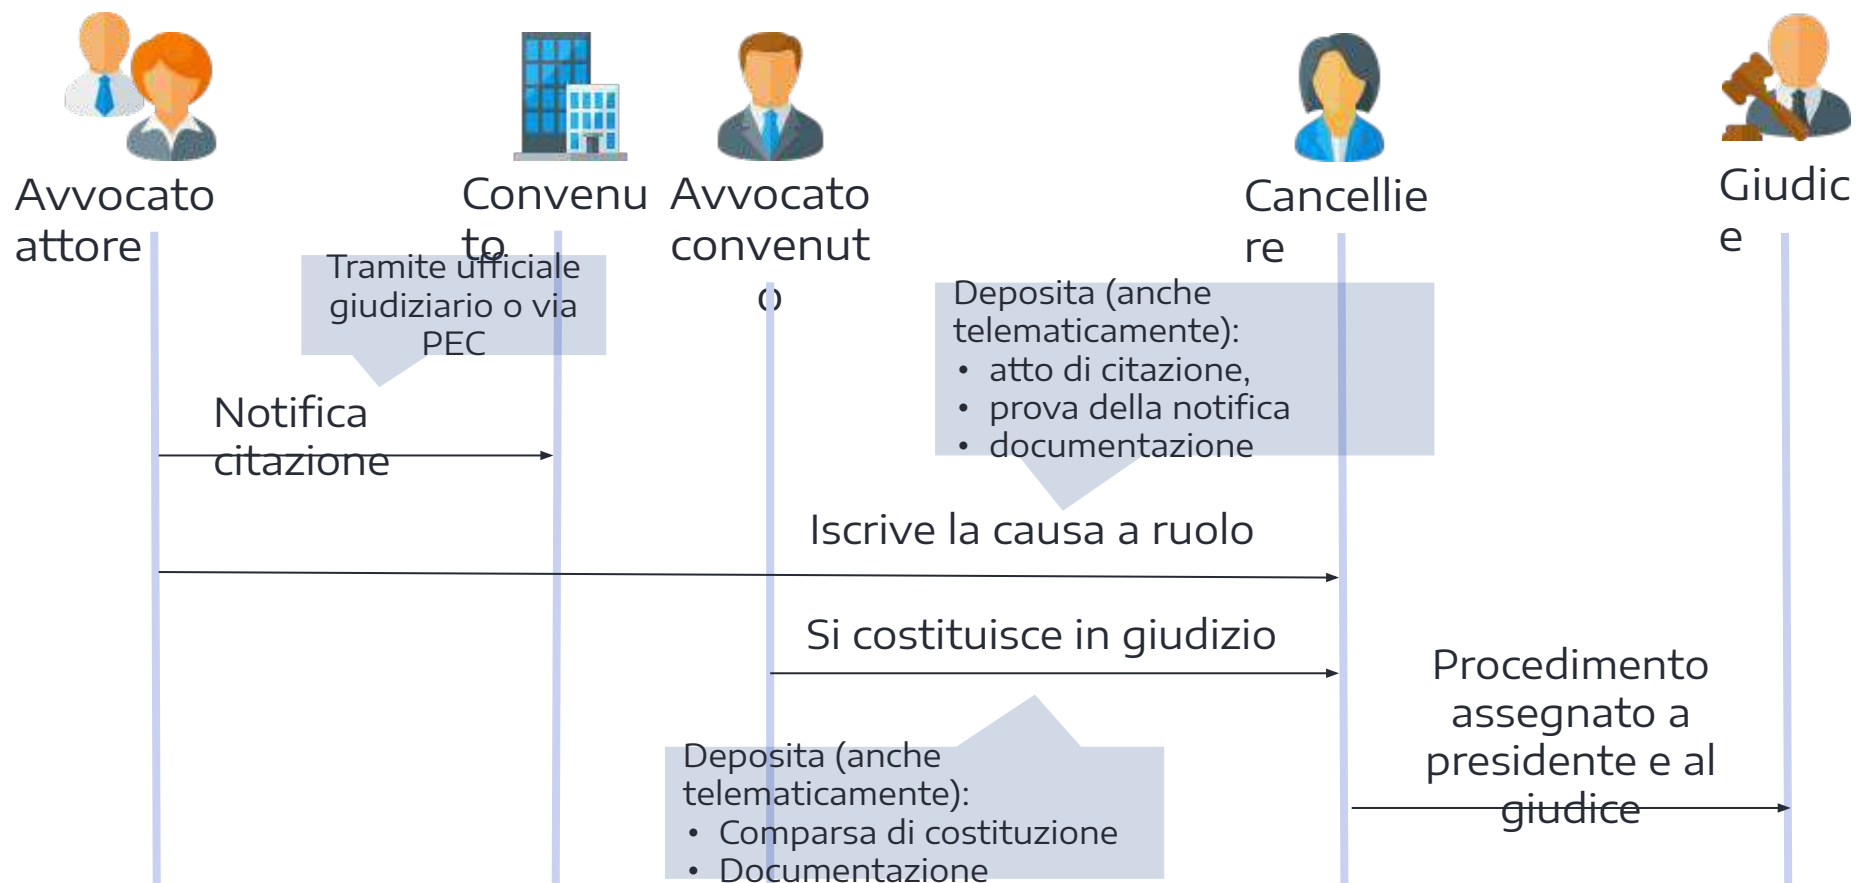 Avvocato
attore
Convenu
to
Avvocato
convenut
o
Cancellie
re
Giudic
e
Tramite ufficiale
giudiziario o via
PEC
Deposita (anche
telematicamente):
• atto di citazione,
• prova della notifica
• documentazione
Notifica
citazione
Iscrive la causa a ruolo
Si costituisce in giudizio
Procedimento
assegnato a
presidente e al
giudice
Deposita (anche
telematicamente):
• Comparsa di costituzione
• Documentazione